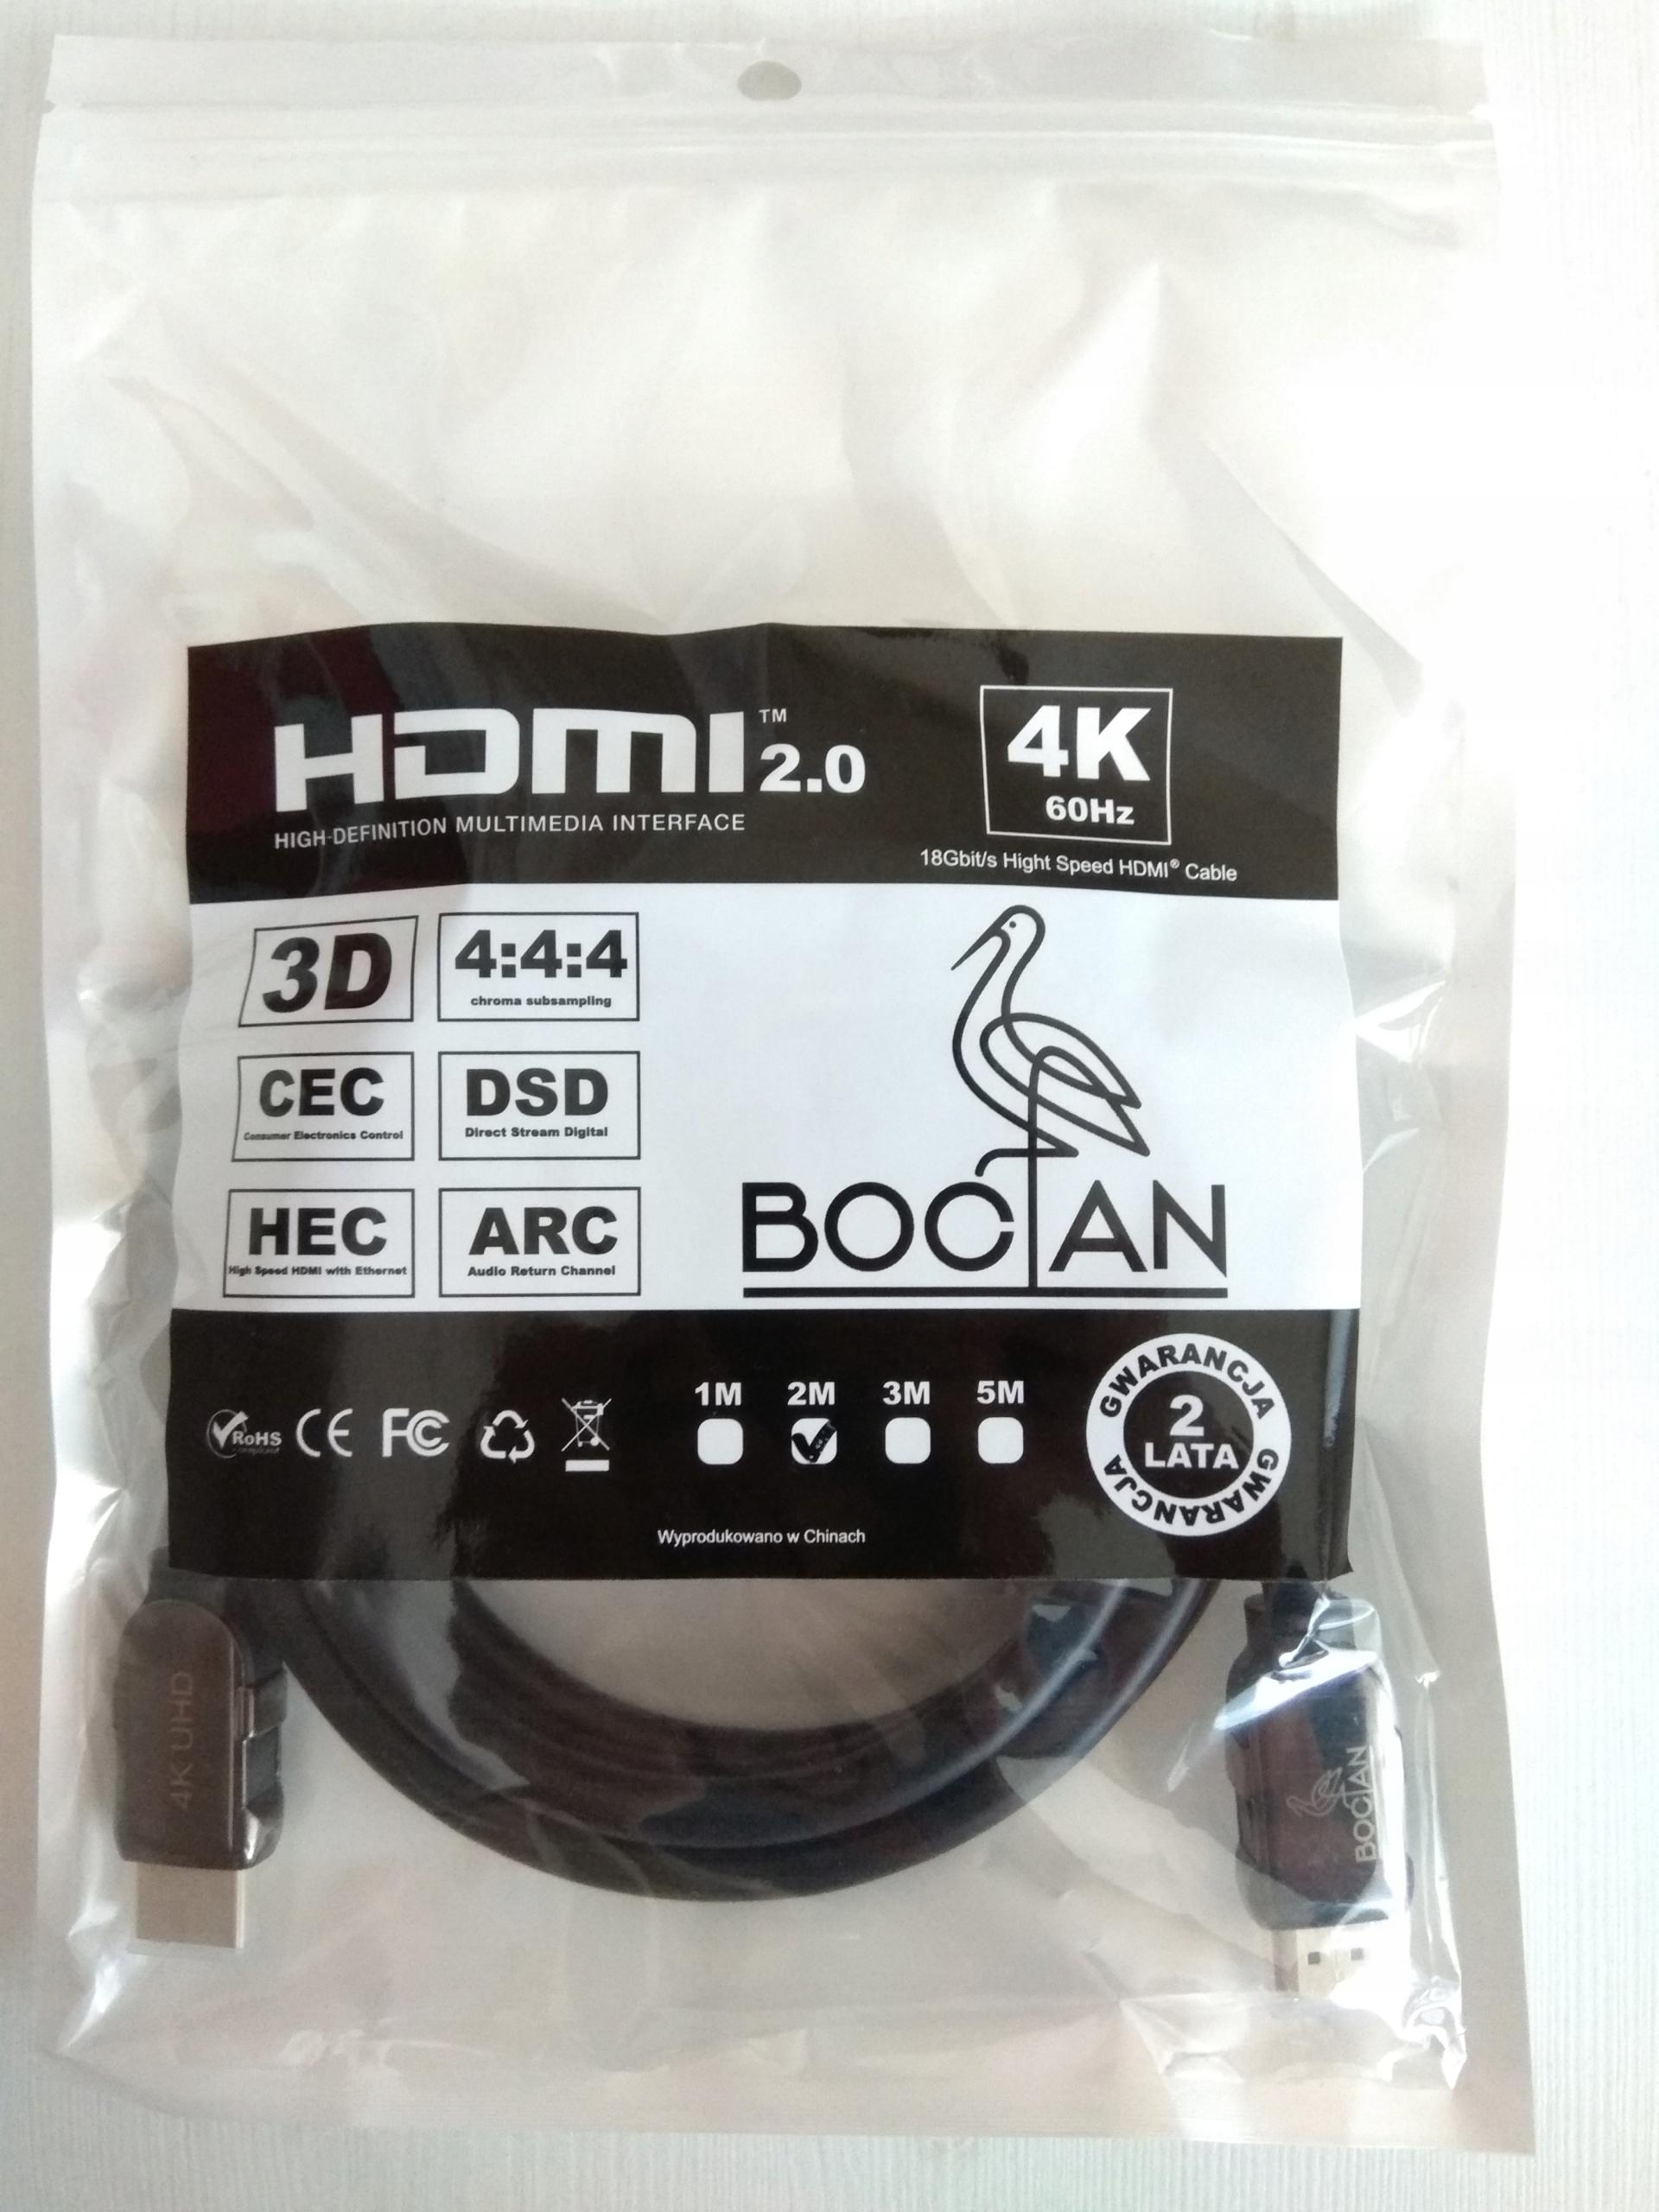 HDMI™ 2.0
HIGH-DEFINITION MULTIMEDIA INTERFACE
4K
60Hz
18Gbit/s Hight Speed HDMI® Cable
3D
4:4:4
chroma subsampling
CEC
Consumer Electronics Control
DSD
Direct Stream Digital
HEC
High Speed HDMI with Ethernet
ARC
Audio Return Channel
BOCIAN
RoHS
compliant
CE
FC
1M 2M 3M 5M
GWARANCJA
2
LATA
GWARANCJA
Wyprodukowano w Chinach
4K UHD
BOCIAN